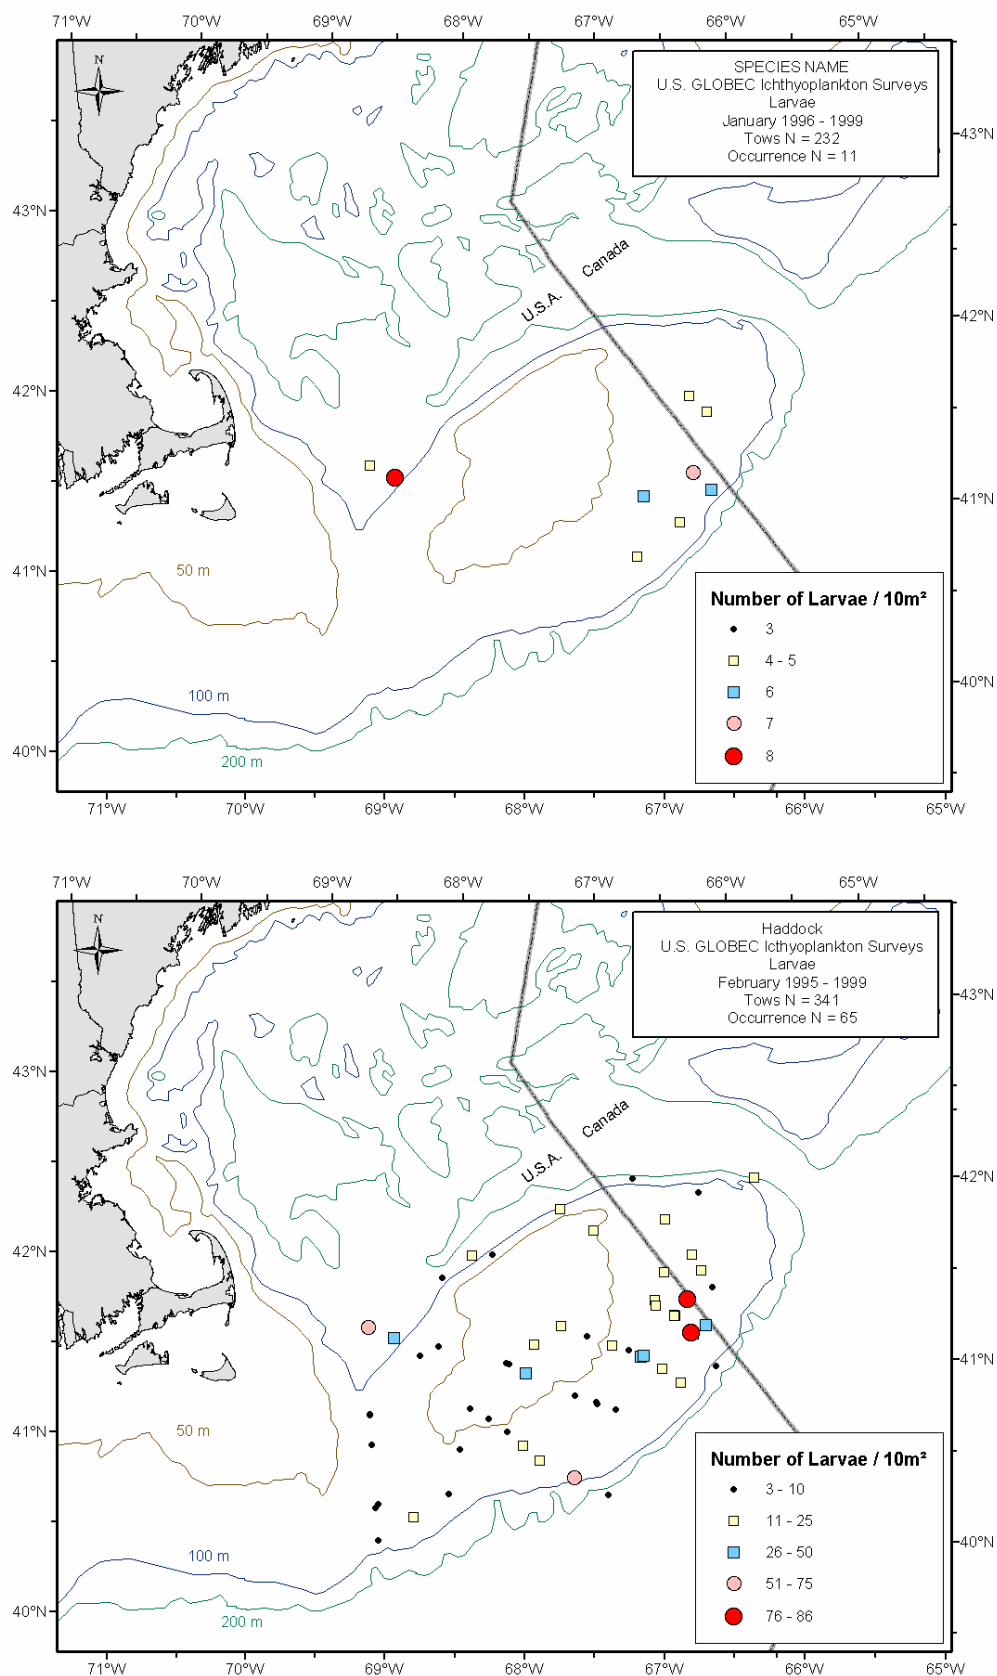 71°W 70°W 69°W 68°W 67°W 66°W 65°W
N
SPECIES NAME
U.S. GLOBEC Icthyoplankton Surveys
Larvae
January 1996 - 1999
Tows N = 232
Occurrence N = 11
43°N
43°N
Canada
U.S.A.
42°N
42°N
41°N
41°N
50 m
Number of Larvae / 10m²
3
4 - 5
6
7
8
40°N
100 m
40°N
200 m
71°W 70°W 69°W 68°W 67°W 66°W 65°W
71°W 70°W 69°W 68°W 67°W 66°W 65°W
N
Haddock
U.S. GLOBEC Icthyoplankton Surveys
Larvae
February 1995 - 1999
Tows N = 341
Occurrence N = 65
43°N
43°N
Canada
U.S.A.
42°N
42°N
41°N
41°N
50 m
Number of Larvae / 10m²
3 - 10
11 - 25
26 - 50
51 - 75
76 - 86
40°N
100 m
40°N
200 m
71°W 70°W 69°W 68°W 67°W 66°W 65°W